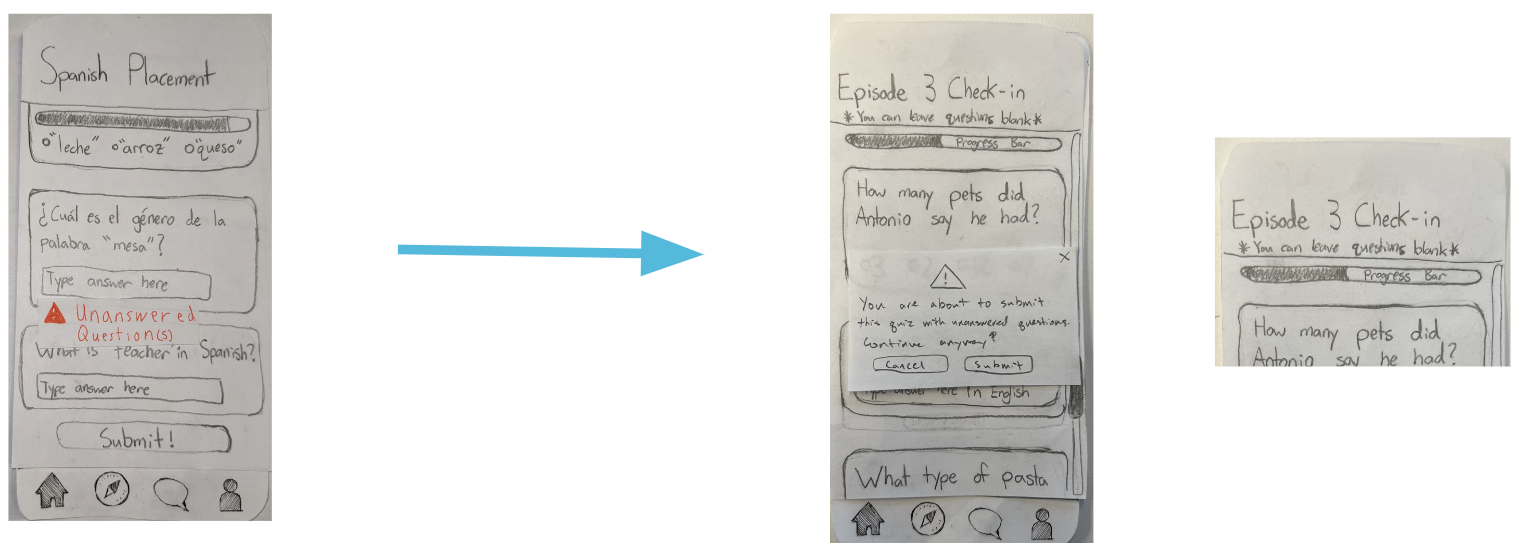 Spanish Placement
o"leche" o"arroz" o"queso"
¿Cuál es el género de la
palabra "mesa"?
Type answer here
Unanswered
Question(s)
What is teacher in Spanish?
Type answer here
Submit!
Episode 3 Check-in
*You can leave questions blank*
Progress Bar
How many pets did
Antonio say he had?
X
You are about to submit
this quiz with unanswered questions.
Continue anyway?
Cancel Submit
Type answer here In English
What type of pasta
Episode 3 Check-in
*You can leave questions blank*
Progress Bar
How many pets did
Antonio say he had?